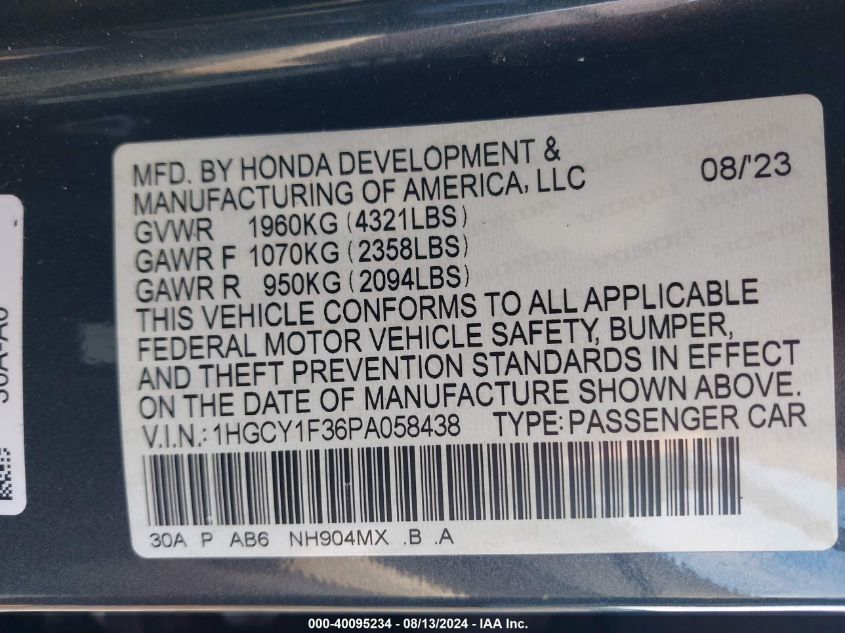 MFD. BY HONDA DEVELOPMENT &
MANUFACTURING OF AMERICA, LLC 08/'23
GVWR 1960KG (4321LBS)
GAWR F 1070KG (2358LBS)
GAWR R 950KG (2094LBS)
THIS VEHICLE CONFORMS TO ALL APPLICABLE
FEDERAL MOTOR VEHICLE SAFETY, BUMPER,
AND THEFT PREVENTION STANDARDS IN EFFECT
ON THE DATE OF MANUFACTURE SHOWN ABOVE.
V.I.N.: 1HGCY1F36PA058438 TYPE: PASSENGER CAR
30A P AB6 NH904MX .B .A
000-40095234 - 08/13/2024 - IAA Inc.